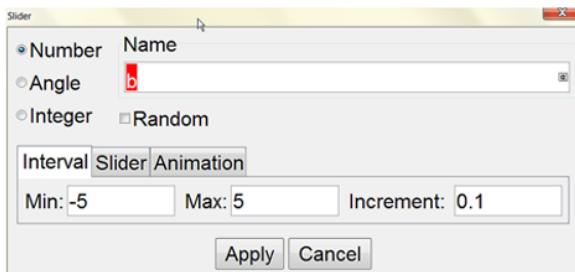 Slider
Number Name
Angle b
Integer Random
Interval Slider Animation
Min: -5 Max: 5 Increment: 0.1
Apply Cancel